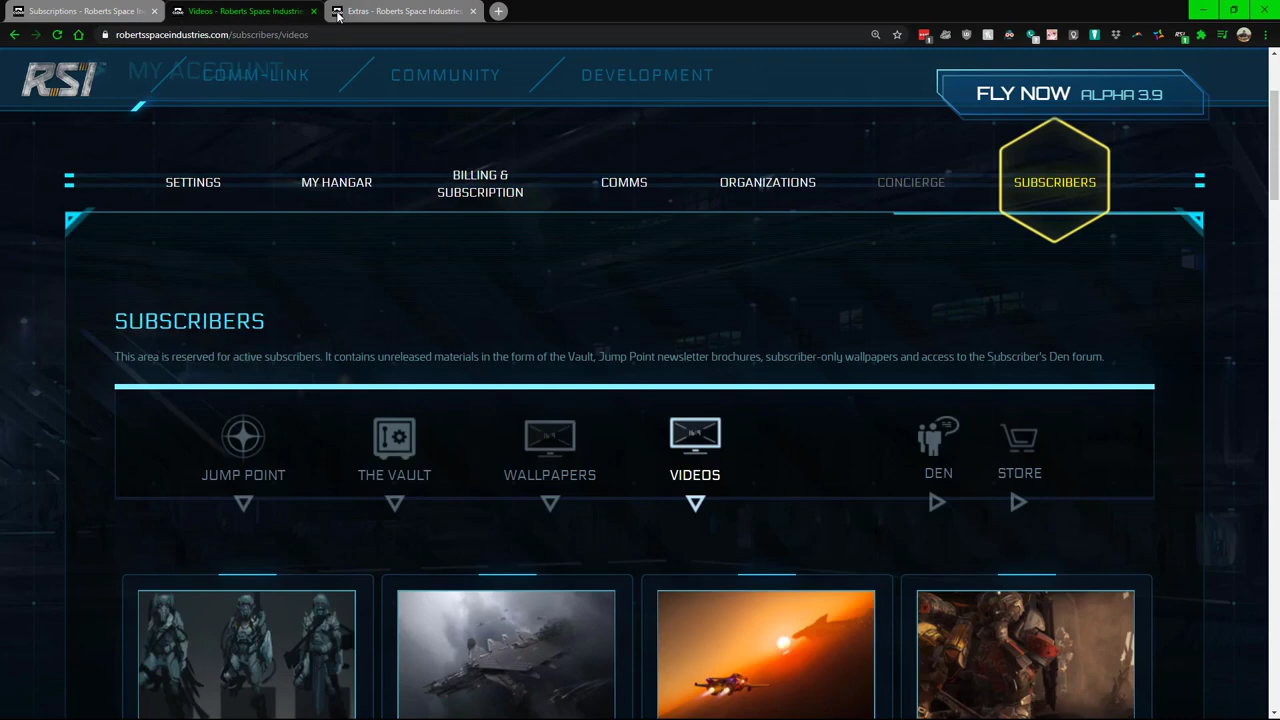 Subscriptions - Roberts Space In
Videos - Roberts Space Industrie
Extras - Roberts Space Industries
robertsspaceindustries.com/subscribers/videos
RSI
MY ACCOUNT
COMM-LINK
COMMUNITY
DEVELOPMENT
FLY NOW ALPHA 3.9
SETTINGS
MY HANGAR
BILLING &
SUBSCRIPTION
COMMS
ORGANIZATIONS
CONCIERGE
SUBSCRIBERS
SUBSCRIBERS
This area is reserved for active subscribers. It contains unreleased materials in the form of the Vault, Jump Point newsletter brochures, subscriber-only wallpapers and access to the Subscriber's Den forum.
JUMP POINT
THE VAULT
WALLPAPERS
VIDEOS
DEN
STORE